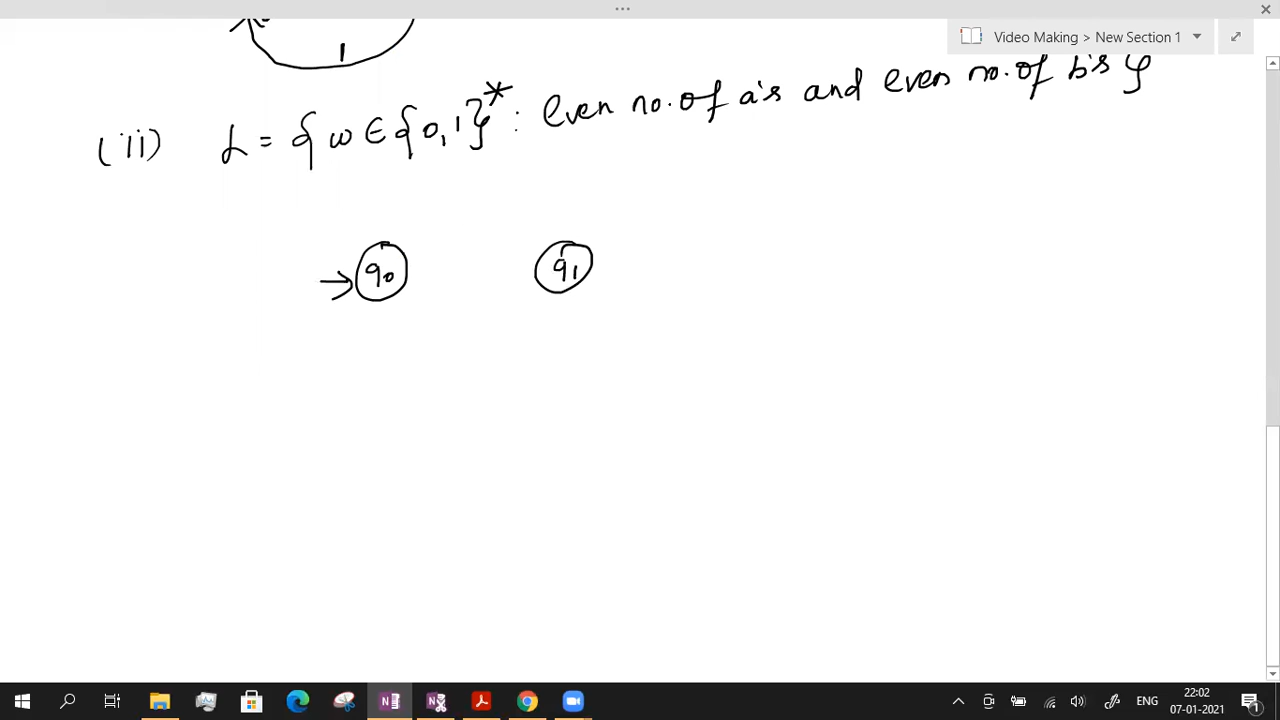 ...
Video Making > New Section 1
1
(ii) L = { w ∈ {0,1}* : even no. of a's and even no. of b's }
→ q0 q1
ENG 22:02
07-01-2021